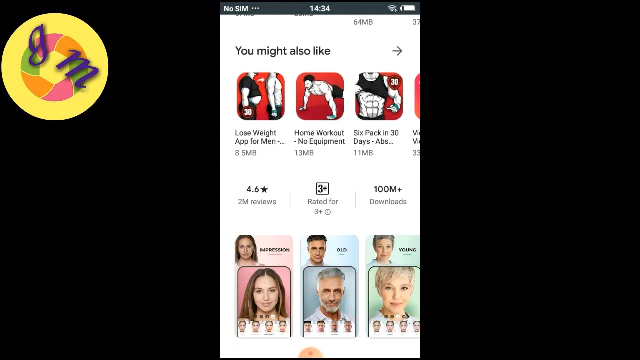 jm
No SIM ···
14:34
64MB
You might also like
30
30
Lose Weight
App for Men -...
8.5MB
Home Workout
- No Equipment
13MB
Six Pack in 30
Days - Abs...
11MB
4.6★
2M reviews
3+
Rated for
3+
100M+
Downloads
IMPRESSION
OLD
YOUNG